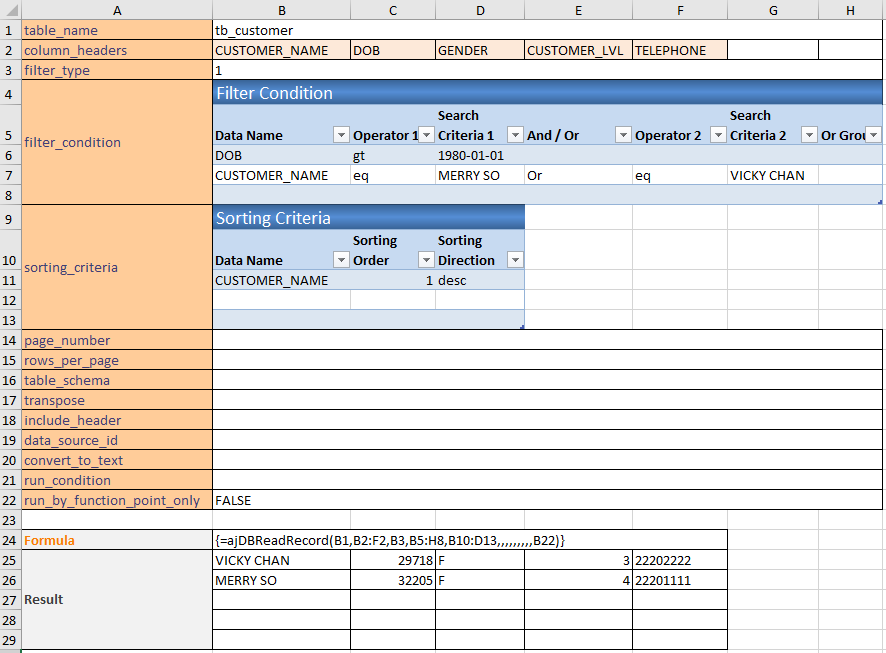 A B C D E F G H
1 table_name tb_customer
2 column_headers CUSTOMER_NAME DOB GENDER CUSTOMER_LVL TELEPHONE
3 filter_type 1
4 Filter Condition
filter_condition
5 Data Name Operator 1 Search Criteria 1 And / Or Operator 2 Search Criteria 2 Or Grou
6 DOB gt 1980-01-01
7 CUSTOMER_NAME eq MERRY SO Or eq VICKY CHAN
8
9 Sorting Criteria
sorting_criteria
10 Data Name Sorting Order Sorting Direction
11 CUSTOMER_NAME 1 desc
12
13
14 page_number
15 rows_per_page
16 table_schema
17 transpose
18 include_header
19 data_source_id
20 convert_to_text
21 run_condition
22 run_by_function_point_only FALSE
23
24 Formula {=ajDBReadRecord(B1,B2:F2,B3,B5:H8,B10:D13,,,,,,,,,B22)}
25 VICKY CHAN 29718 F 3 22202222
26 MERRY SO 32205 F 4 22201111
27 Result
28
29